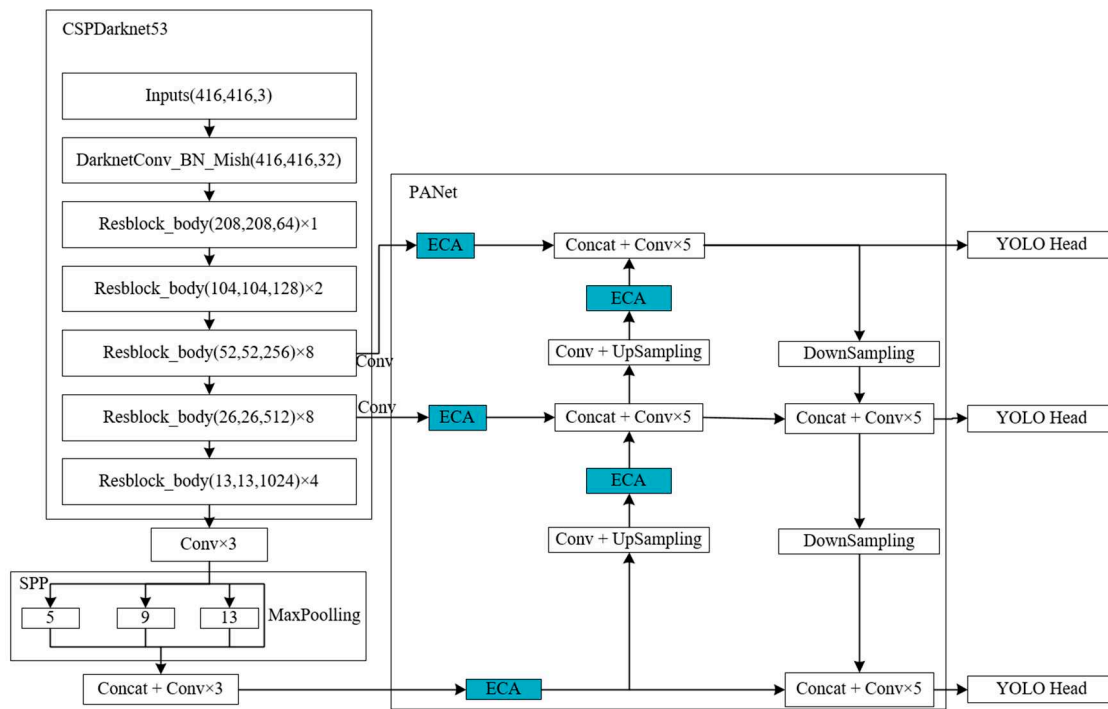 CSPDarknet53
Inputs(416,416,3)
DarknetConv_BN_Mish(416,416,32)
Resblock_body(208,208,64)×1
Resblock_body(104,104,128)×2
Resblock_body(52,52,256)×8
Resblock_body(26,26,512)×8
Resblock_body(13,13,1024)×4
Conv×3
SPP
5
9
13
MaxPoolling
Concat + Conv×3
Conv
Conv
PANet
ECA
Concat + Conv×5
YOLO Head
ECA
Conv + UpSampling
DownSampling
ECA
Concat + Conv×5
Concat + Conv×5
YOLO Head
ECA
Conv + UpSampling
DownSampling
ECA
Concat + Conv×5
YOLO Head